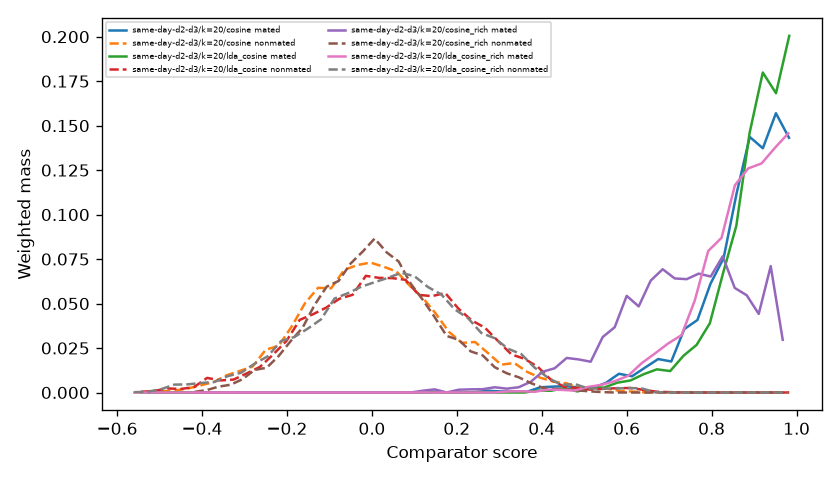 same-day-d2-d3/k=20/cosine mated
same-day-d2-d3/k=20/cosine nonmated
same-day-d2-d3/k=20/lda_cosine mated
same-day-d2-d3/k=20/lda_cosine nonmated
same-day-d2-d3/k=20/cosine_rich mated
same-day-d2-d3/k=20/cosine_rich nonmated
same-day-d2-d3/k=20/lda_cosine_rich mated
same-day-d2-d3/k=20/lda_cosine_rich nonmated
Weighted mass
0.200
0.175
0.150
0.125
0.100
0.075
0.050
0.025
0.000
−0.6 −0.4 −0.2 0.0 0.2 0.4 0.6 0.8 1.0
Comparator score